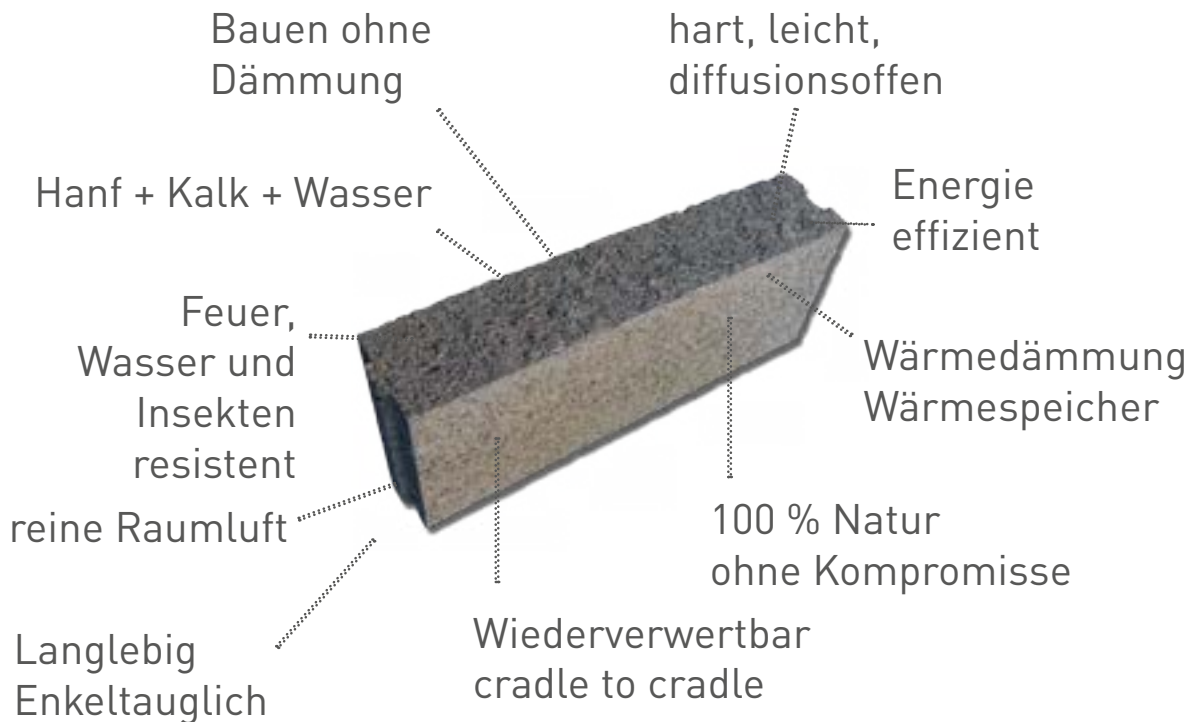 Bauen ohne
Dämmung
hart, leicht,
diffusionsoffen
Hanf + Kalk + Wasser
Energie
effizient
Feuer,
Wasser und
Insekten
resistent
Wärmedämmung
Wärmespeicher
reine Raumluft
100 % Natur
ohne Kompromisse
Langlebig
Enkeltauglich
Wiederverwertbar
cradle to cradle